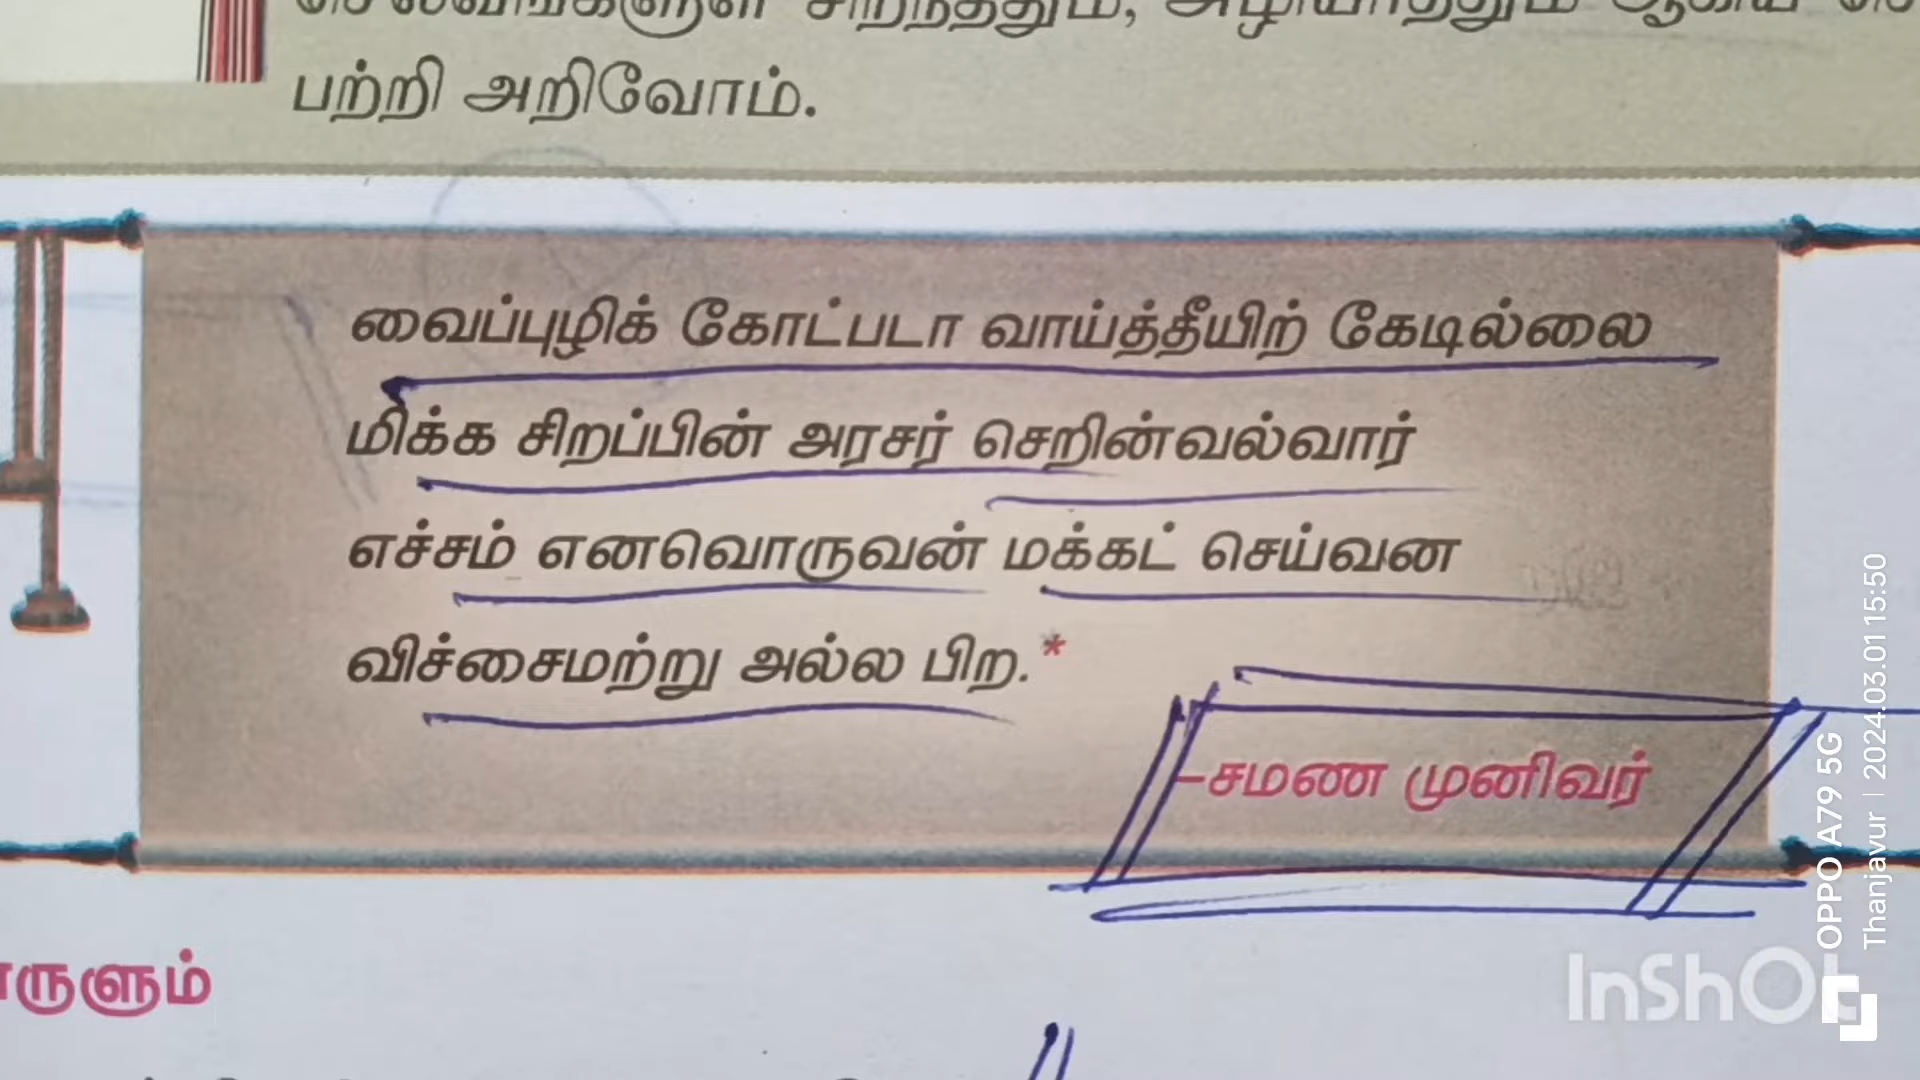 பற்றி அறிவோம்.
வைப்புழிக் கோட்படா வாய்த்தீயிற் கேடில்லை
மிக்க சிறப்பின் அரசர் செறின்வவ்வார்
எச்சம் எனவொருவன் மக்கட் செய்வன
விச்சைமற்று அல்ல பிற.*
–சமண முனிவர்
OPPO A79 5G
Thanjavur | 2024.03.01 15:50
InShOt